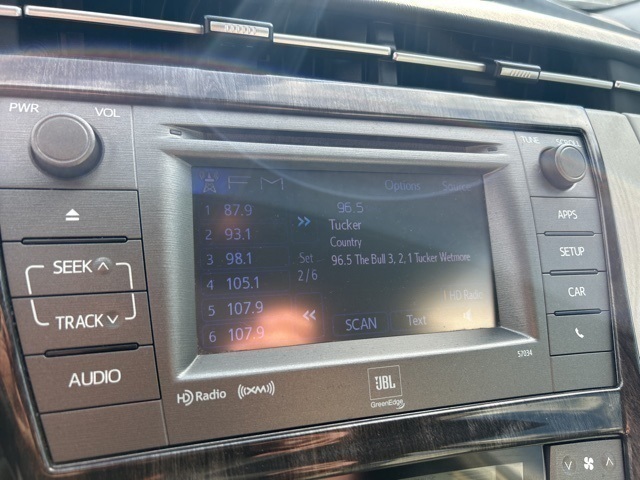 PWR VOL
TUNE
FM
Options
1 87.9
96.5
2 93.1
Tucker
Country
3 98.1
Set
96.5 The Bull 3, 2, 1 Tucker Wetmore
4 105.1
2/6
5 107.9
HD Radio
6 107.9
SCAN
Text
SEEK
TRACK
AUDIO
APPS
SETUP
CAR
57034
HD Radio
((XM))
JBL
GreenEdge